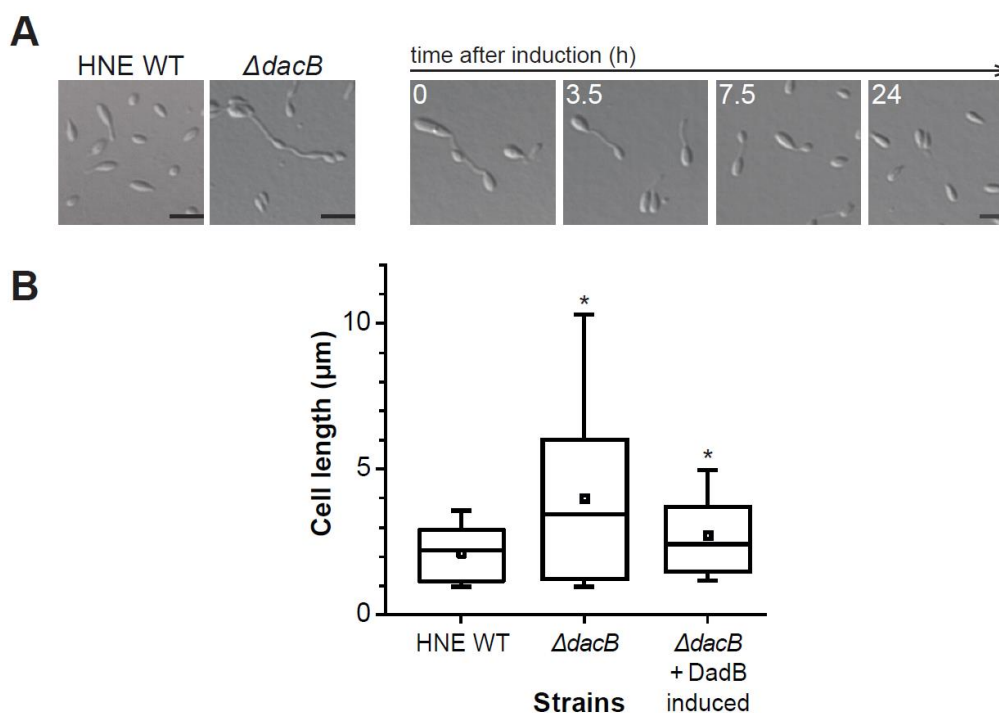 A
HNE WT
ΔdacB
time after induction (h)
0
3.5
7.5
24
B
Cell length (µm)
10
5
0
HNE WT
ΔdacB
ΔdacB
+ DadB
induced
*
*
Strains